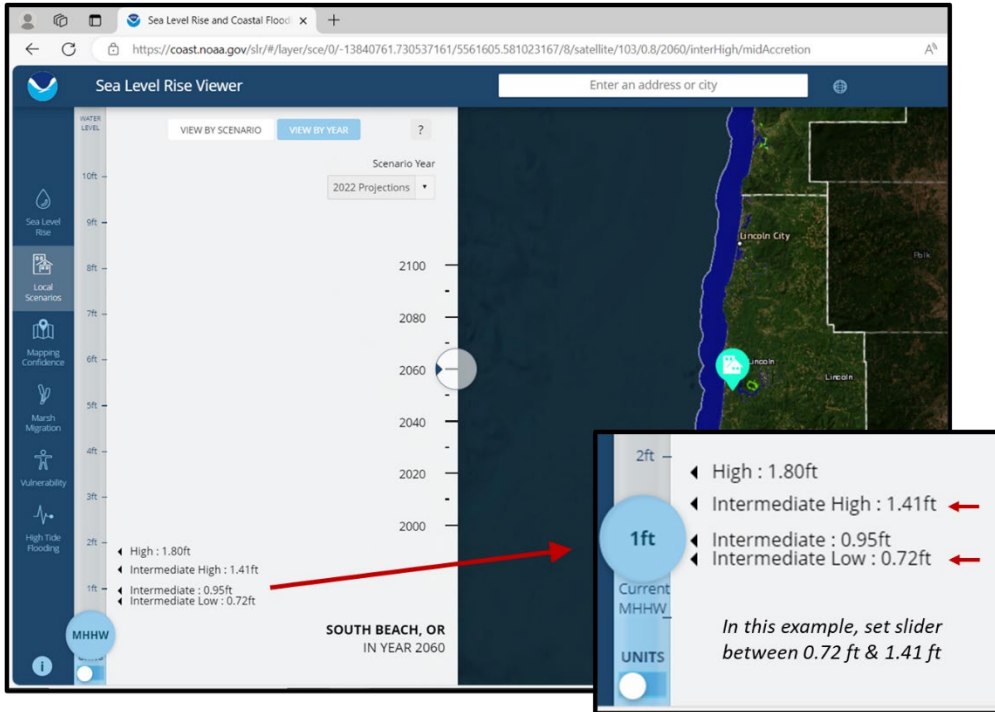 Sea Level Rise and Coastal Flood
https://coast.noaa.gov/slr/#/layer/sce/0/-13840761.730537161/5561605.581023167/8/satellite/103/0.8/2060/interHigh/midAccretion
Sea Level Rise Viewer
Enter an address or city
WATER
LEVEL
VIEW BY SCENARIO
VIEW BY YEAR
?
Scenario Year
2022 Projections
10ft
9ft
8ft
7ft
6ft
5ft
4ft
3ft
2ft
1ft
MHHW
Sea Level
Rise
Local
Scenarios
Mapping
Confidence
Marsh
Migration
Vulnerability
High Tide
Flooding
i
2100
2080
2060
2040
2020
2000
High : 1.80ft
Intermediate High : 1.41ft
Intermediate : 0.95ft
Intermediate Low : 0.72ft
SOUTH BEACH, OR
IN YEAR 2060
Lincoln City
Polk
Lincoln
Lincoln
2ft
High : 1.80ft
Intermediate High : 1.41ft
1ft
Intermediate : 0.95ft
Intermediate Low : 0.72ft
Current
MHHW
UNITS
In this example, set slider
between 0.72 ft & 1.41 ft